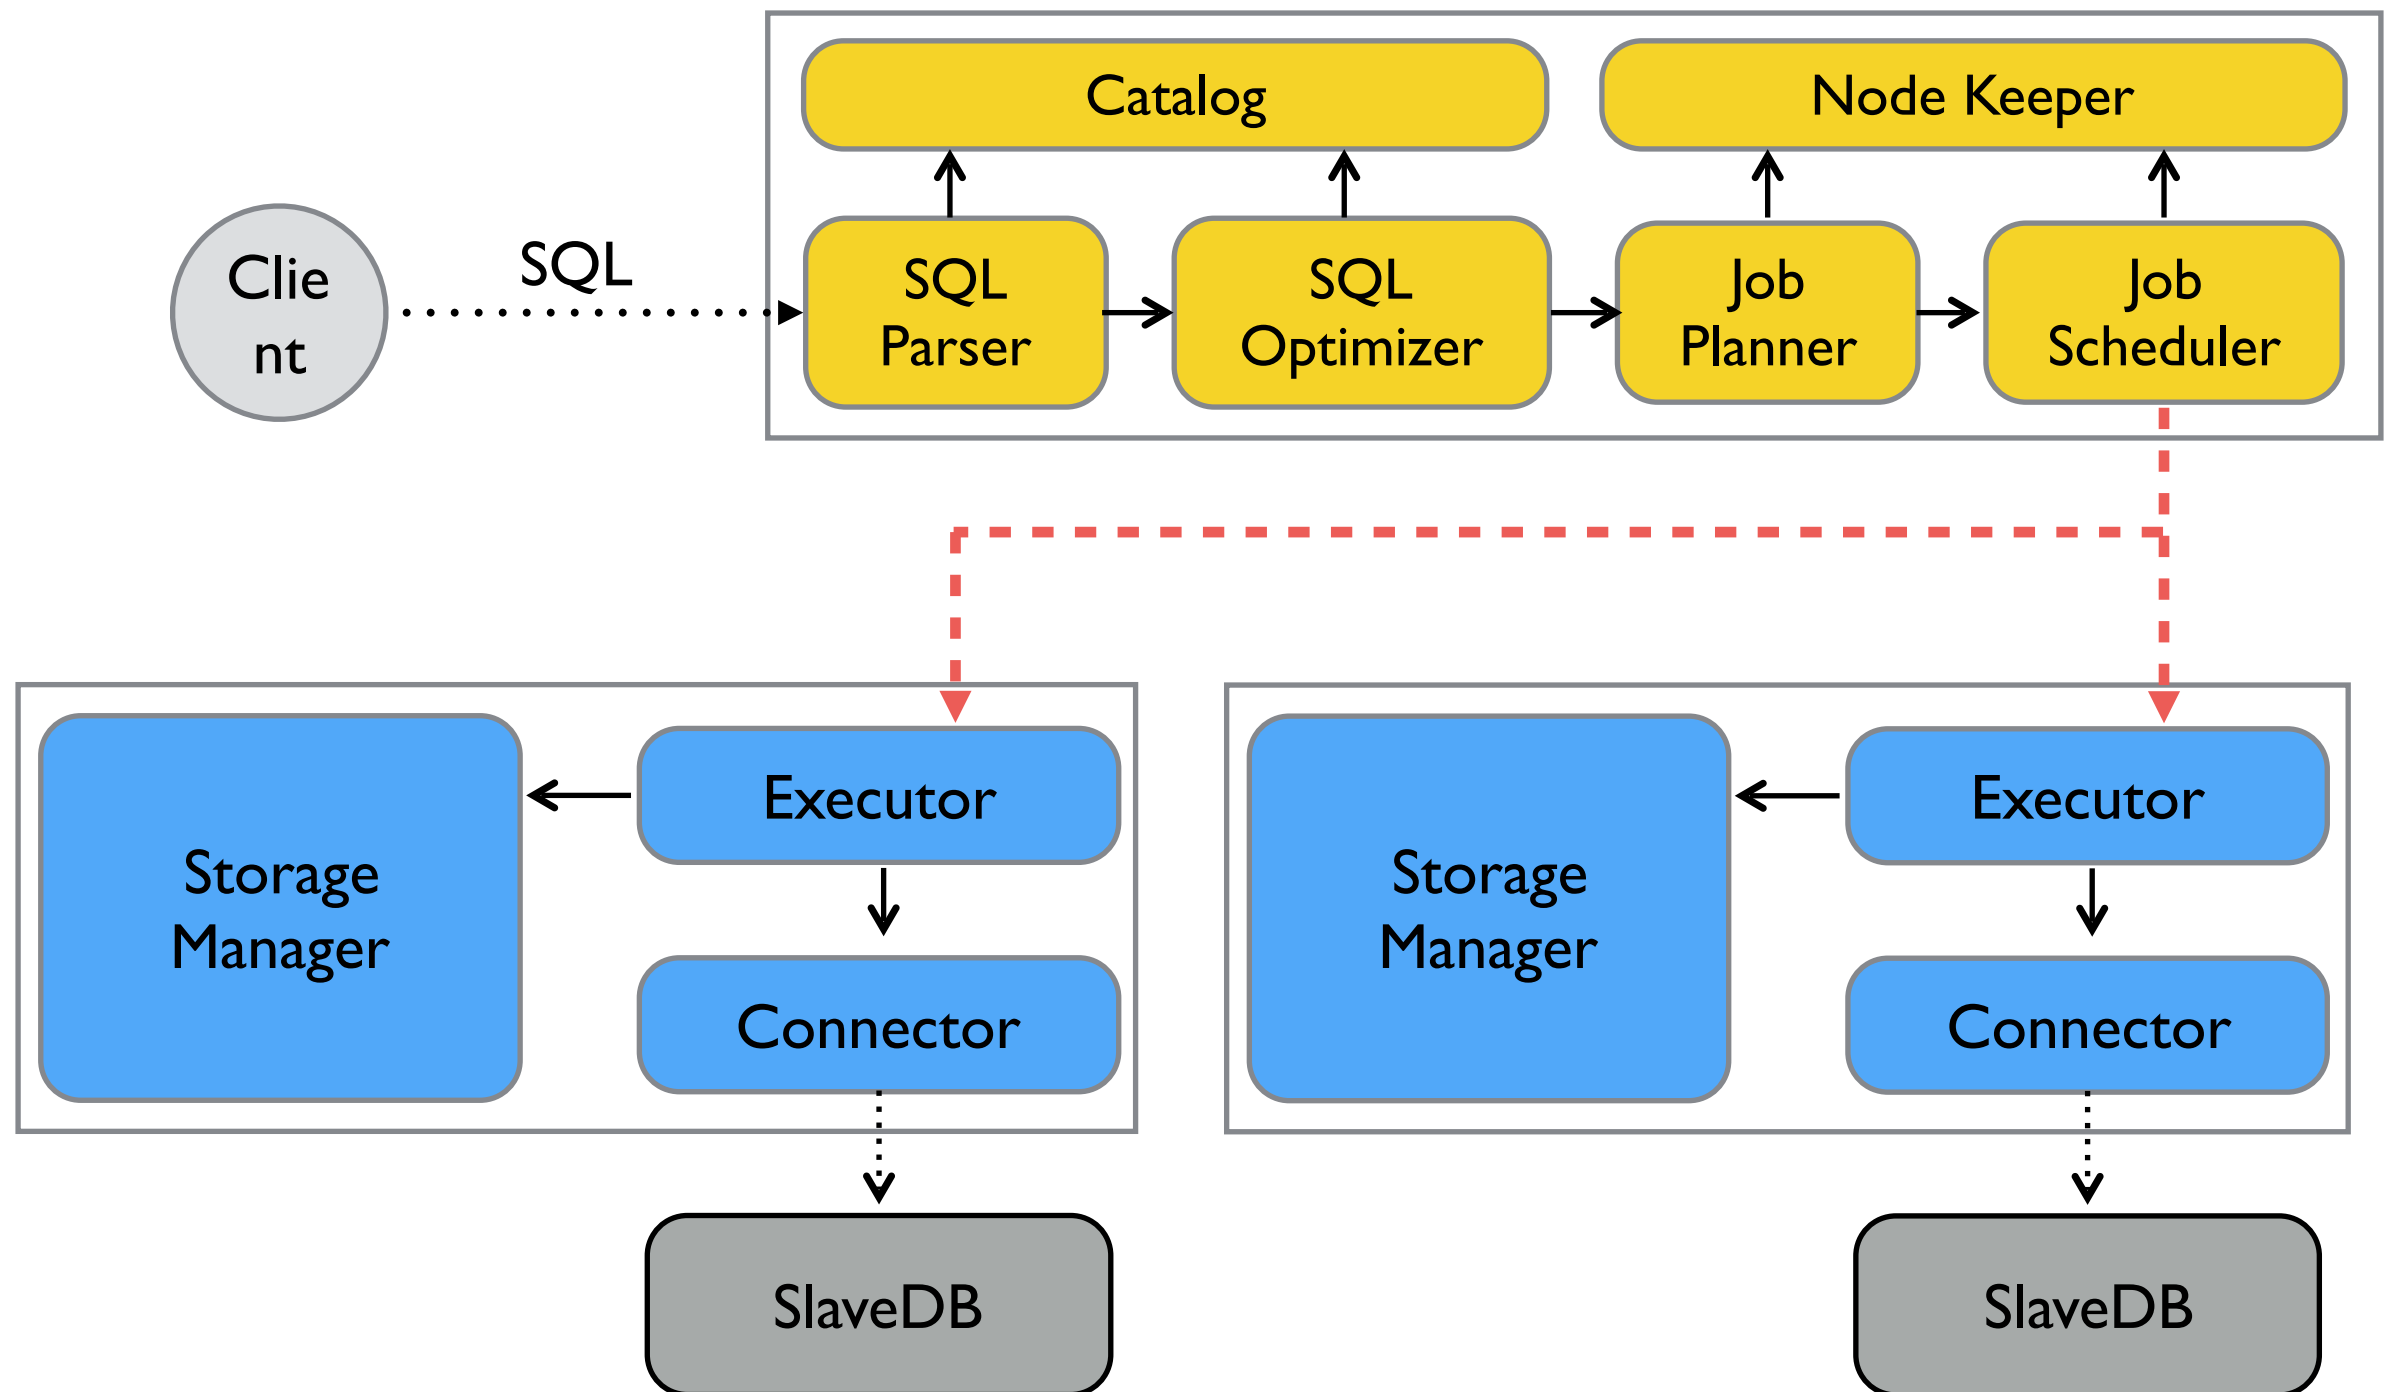 Catalog
Node Keeper
Clie
nt
SQL
SQL
Parser
SQL
Optimizer
Job
Planner
Job
Scheduler
Storage
Manager
Executor
Connector
Storage
Manager
Executor
Connector
SlaveDB
SlaveDB